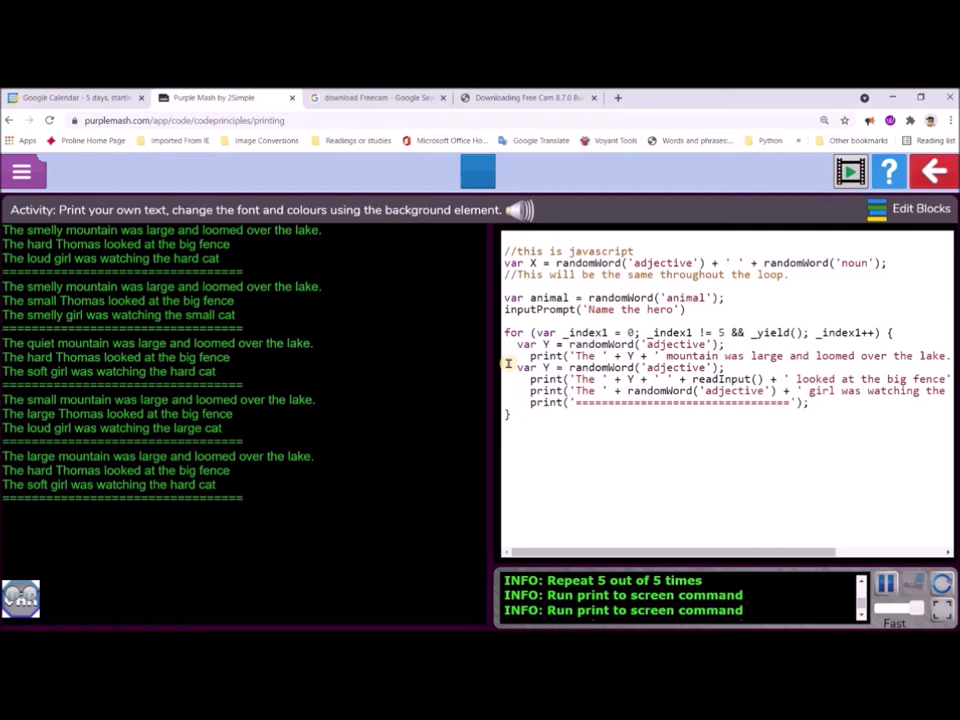 Google Calendar - 5 days, startin
Purple Mash by 2Simple
download Freecam - Google Sea
Downloading Free Cam 8.7.0 Bui
purplemash.com/app/code/codeprinciples/printing
Apps
Proline Home Page
Imported From IE
Image Conversions
Readings or studies
Microsoft Office Ho...
Google Translate
Voyant Tools
Words and phrases:...
Python
»
Other bookmarks
Reading list
Activity: Print your own text, change the font and colours using the background element.
Edit Blocks
The smelly mountain was large and loomed over the lake.
The hard Thomas looked at the big fence
The loud girl was watching the hard cat
================================
The smelly mountain was large and loomed over the lake.
The small Thomas looked at the big fence
The smelly girl was watching the small cat
================================
The quiet mountain was large and loomed over the lake.
The hard Thomas looked at the big fence
The soft girl was watching the hard cat
================================
The small mountain was large and loomed over the lake.
The large Thomas looked at the big fence
The loud girl was watching the large cat
================================
The large mountain was large and loomed over the lake.
The hard Thomas looked at the big fence
The soft girl was watching the hard cat
================================
//this is javascript
var X = randomWord('adjective') + ' ' + randomWord('noun');
//This will be the same throughout the loop.
var animal = randomWord('animal');
inputPrompt('Name the hero')
for (var _index1 = 0; _index1 != 5 && _yield(); _index1++) {
var Y = randomWord('adjective');
print('The ' + Y + ' mountain was large and loomed over the lake.
var Y = randomWord('adjective');
print('The ' + Y + ' ' + readInput() + ' looked at the big fence'
print('The ' + randomWord('adjective') + ' girl was watching the
print('================================');
}
INFO: Repeat 5 out of 5 times
INFO: Run print to screen command
INFO: Run print to screen command
Fast